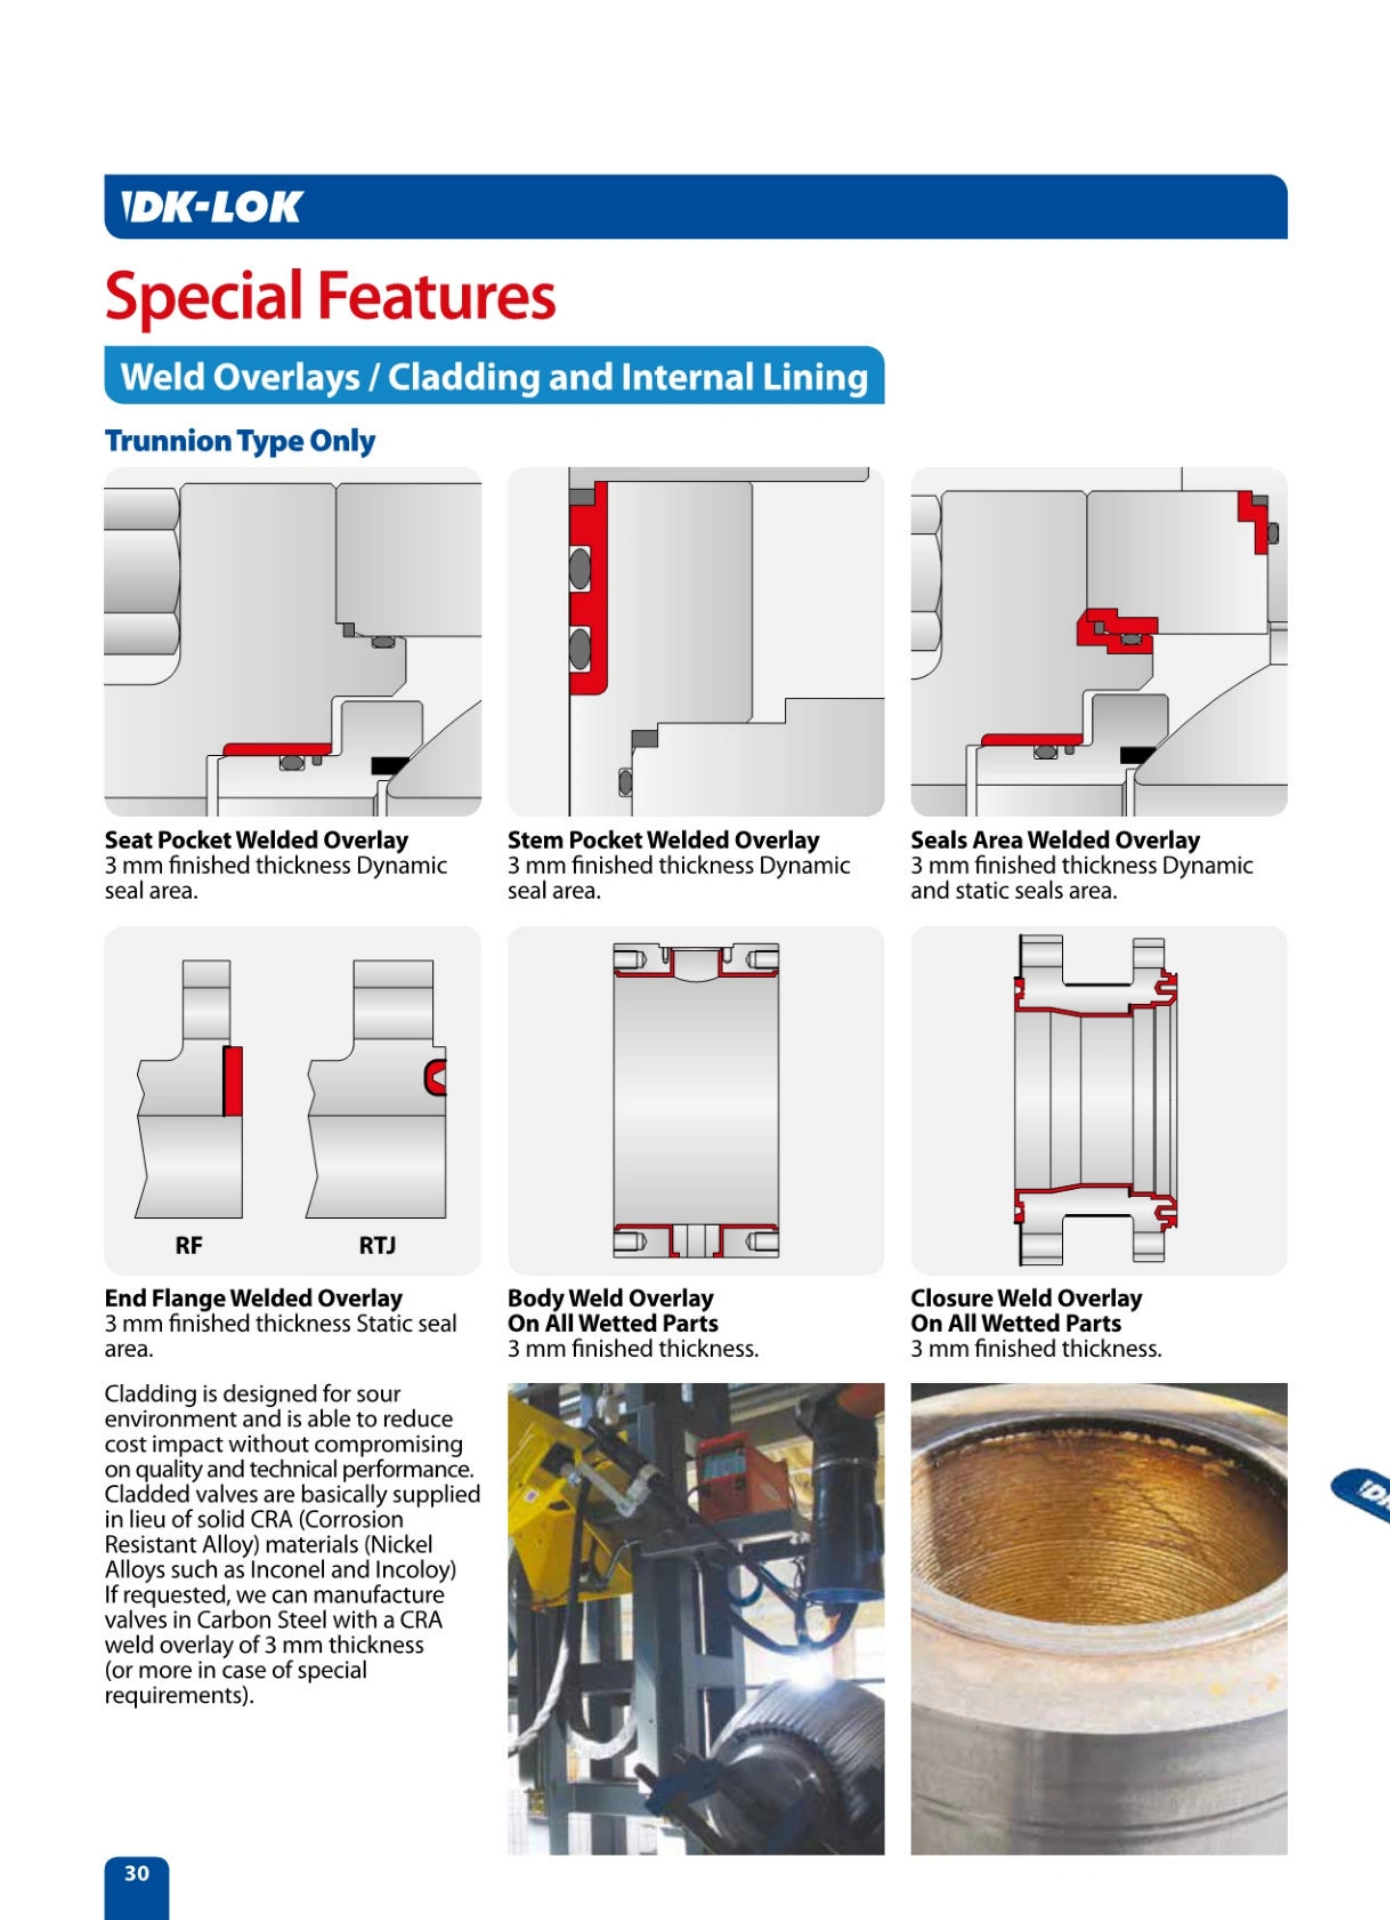 DK-LOK
Special Features
Weld Overlays / Cladding and Internal Lining
Trunnion Type Only
Seat Pocket Welded Overlay
3 mm finished thickness Dynamic
seal area.
Stem Pocket Welded Overlay
3 mm finished thickness Dynamic
seal area.
Seals Area Welded Overlay
3 mm finished thickness Dynamic
and static seals area.
RF
RTJ
End Flange Welded Overlay
3 mm finished thickness Static seal
area.
Body Weld Overlay
On All Wetted Parts
3 mm finished thickness.
Closure Weld Overlay
On All Wetted Parts
3 mm finished thickness.
Cladding is designed for sour
environment and is able to reduce
cost impact without compromising
on quality and technical performance.
Cladded valves are basically supplied
in lieu of solid CRA (Corrosion
Resistant Alloy) materials (Nickel
Alloys such as Inconel and Incoloy)
If requested, we can manufacture
valves in Carbon Steel with a CRA
weld overlay of 3 mm thickness
(or more in case of special
requirements).
30